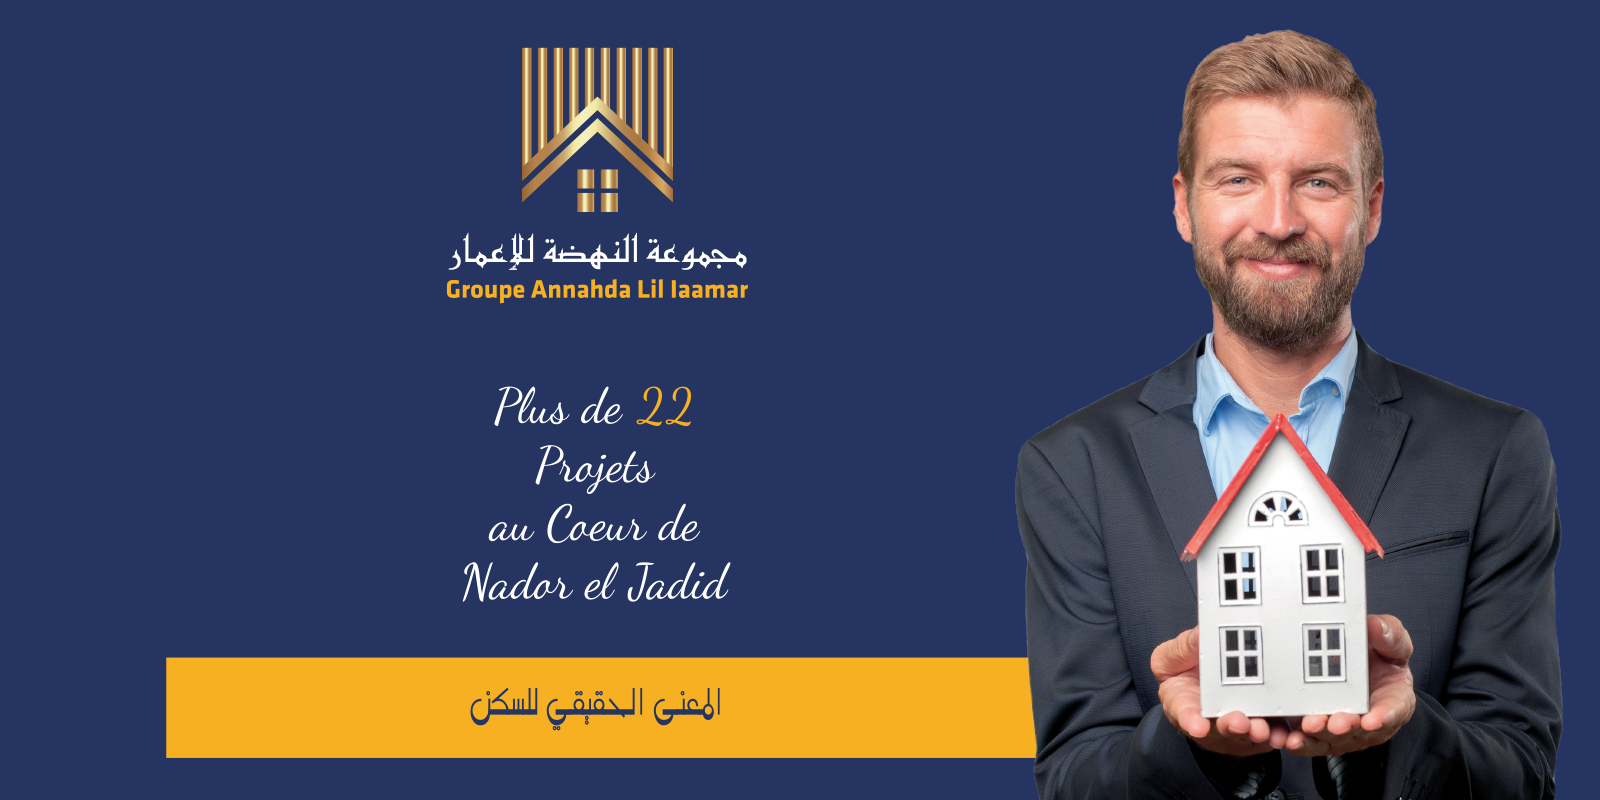 مجموعة النهضة للإعمار
Groupe Annahda Lil Iaamar
Plus de 22
Projets
au Coeur de
Nador el Jadid
المعنى الحقيقي للسكن